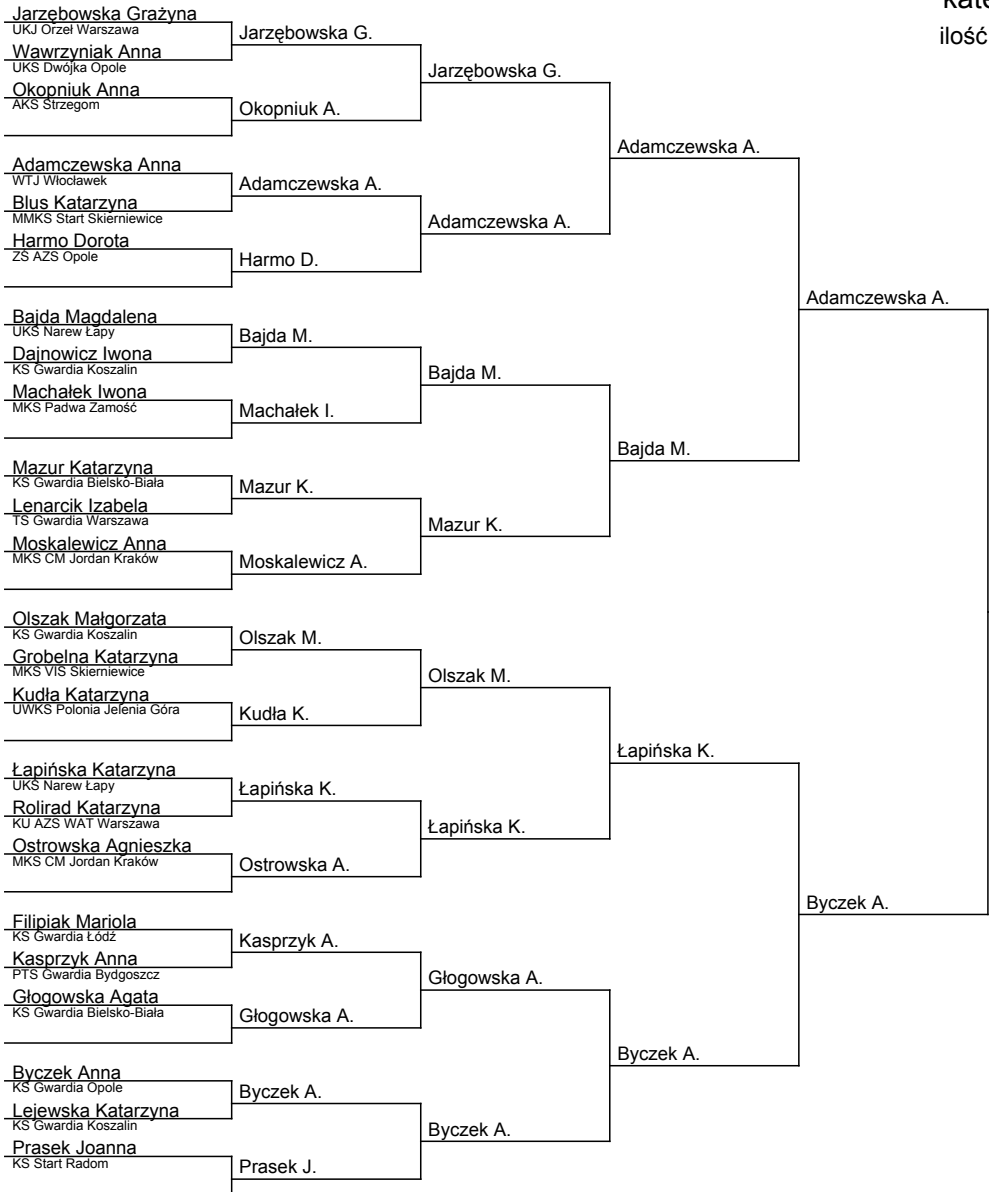 Jarzębowska Grażyna
UKJ Orzeł Warszawa
Wawrzyniak Anna
UKS Dwójka Opole
Okopniuk Anna
AKS Strzegom
Adamczewska Anna
WTJ Włocławek
Blus Katarzyna
MMKS Start Skierniewice
Harmo Dorota
ZŚ AZS Opole
Bajda Magdalena
UKS Narew Łapy
Dajnowicz Iwona
KS Gwardia Koszalin
Machałek Iwona
MKS Padwa Zamość
Mazur Katarzyna
KS Gwardia Bielsko-Biała
Lenarcik Izabela
TS Gwardia Warszawa
Moskalewicz Anna
MKS CM Jordan Kraków
Olszak Małgorzata
KS Gwardia Koszalin
Grobelna Katarzyna
MKS VIS Skierniewice
Kudła Katarzyna
UWKS Polonia Jelenia Góra
Łapińska Katarzyna
UKS Narew Łapy
Rolirad Katarzyna
KU AZS WAT Warszawa
Ostrowska Agnieszka
MKS CM Jordan Kraków
Filipiak Mariola
KS Gwardia Łódź
Kasprzyk Anna
PTS Gwardia Bydgoszcz
Głogowska Agata
KS Gwardia Bielsko-Biała
Byczek Anna
KS Gwardia Opole
Lejewska Katarzyna
KS Gwardia Koszalin
Prasek Joanna
KS Start Radom
Jarzębowska G.
Okopniuk A.
Adamczewska A.
Harmo D.
Bajda M.
Machałek I.
Mazur K.
Moskalewicz A.
Olszak M.
Kudła K.
Łapińska K.
Ostrowska A.
Kasprzyk A.
Głogowska A.
Byczek A.
Prasek J.
Jarzębowska G.
Adamczewska A.
Bajda M.
Mazur K.
Olszak M.
Łapińska K.
Głogowska A.
Byczek A.
Adamczewska A.
Bajda M.
Łapińska K.
Byczek A.
Adamczewska A.
Byczek A.
ilość